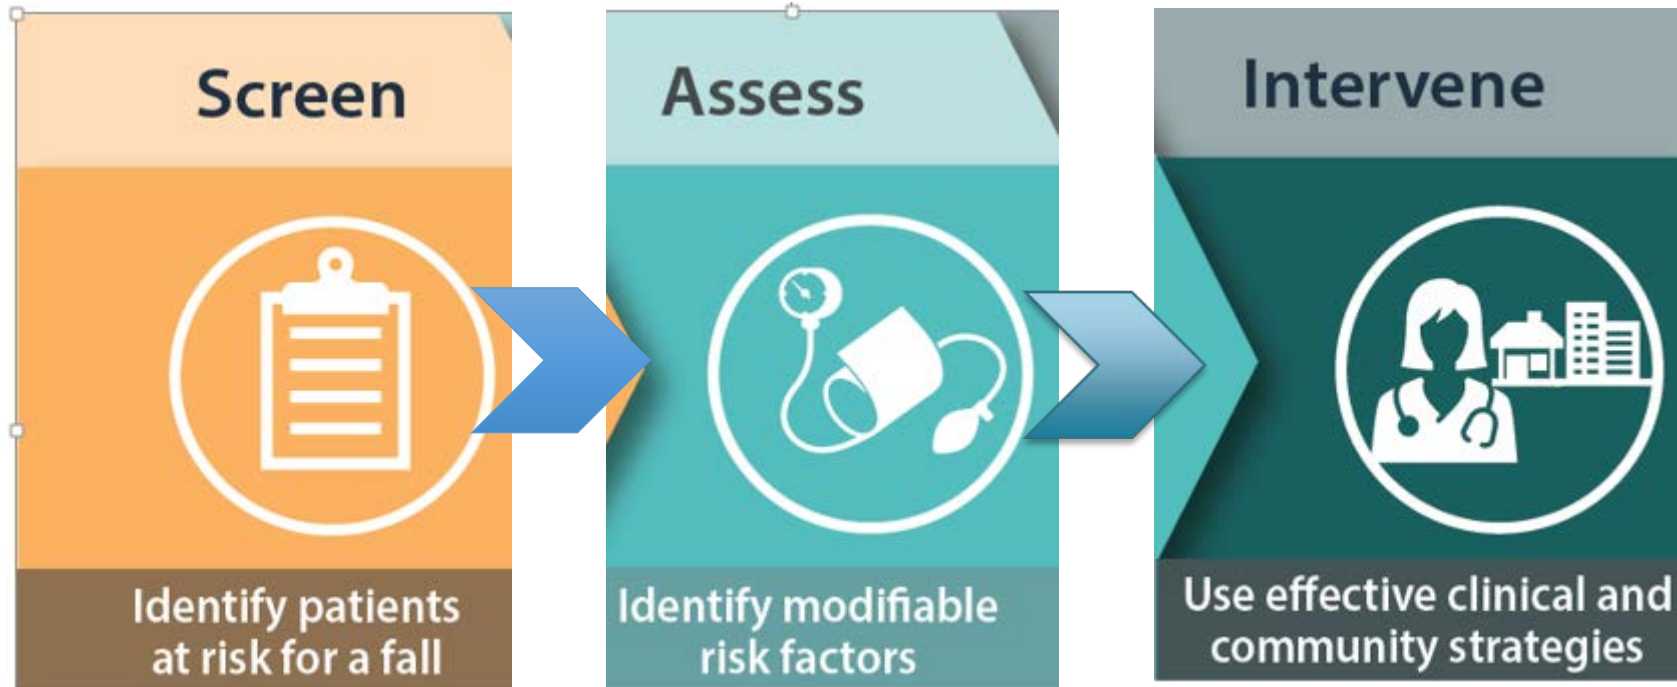 Screen
Identify patients
at risk for a fall
Assess
Identify modifiable
risk factors
Intervene
Use effective clinical and
community strategies